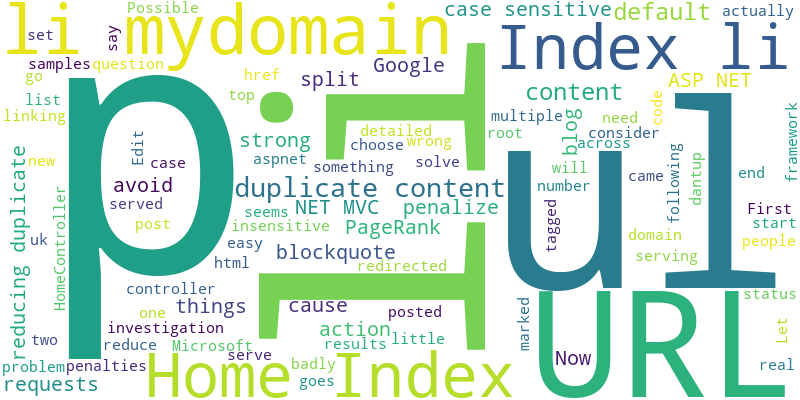 Possible
case sensitive
default
actually
li mydomain
set
say
Index li
samples
question
Google
ASP NET
go
href
split
list
top
content
code
linking
multiple
blog
need
framework
p
li
ul
strong
detailed
wrong
root
consider
Edit
choose
across
new
case
aspnet
something
solve
will
following
came
end
avoid
duplicate content
number
dantup
reducing duplicate
HomeController
served
seems
NET MVC
penalize
tagged
First
post
insensitive
PageRank
start
uk
easy
domain
people
blockquote
html
redirected
serving
controller
one
things
cause
posted
URL
status
two
investigation
action
marked
Let
reduce
Microsoft
results
little
real
problem
penalties
serve
badly
Now
requests
Home Index
goes